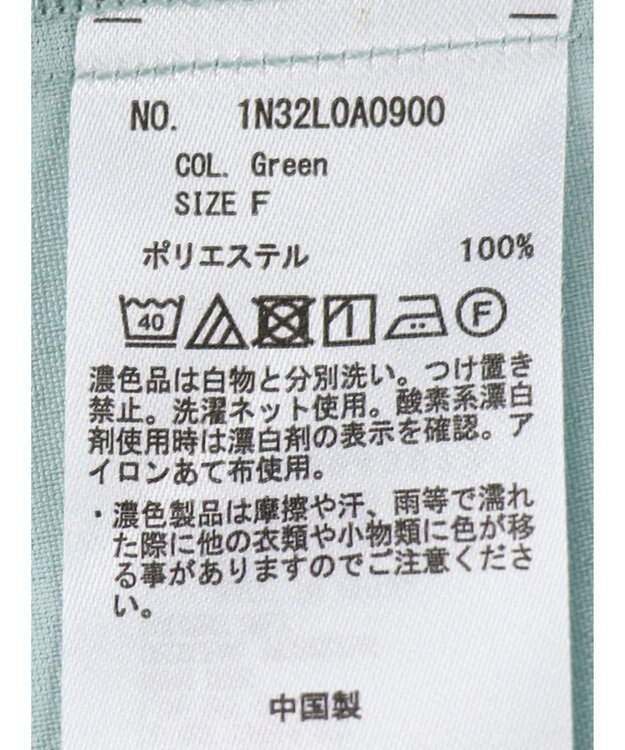 NO. 1N32L0A0900
COL. Green
SIZE F
ポリエステル 100%
40 F
濃色品は白物と分別洗い。つけ置き
禁止。洗濯ネット使用。酸素系漂白
剤使用時は漂白剤の表示を確認。ア
イロンあて布使用。
・濃色製品は摩擦や汗、雨等で濡れ
た際に他の衣類や小物類に色が移
る事がありますのでご注意くださ
い。
中国製